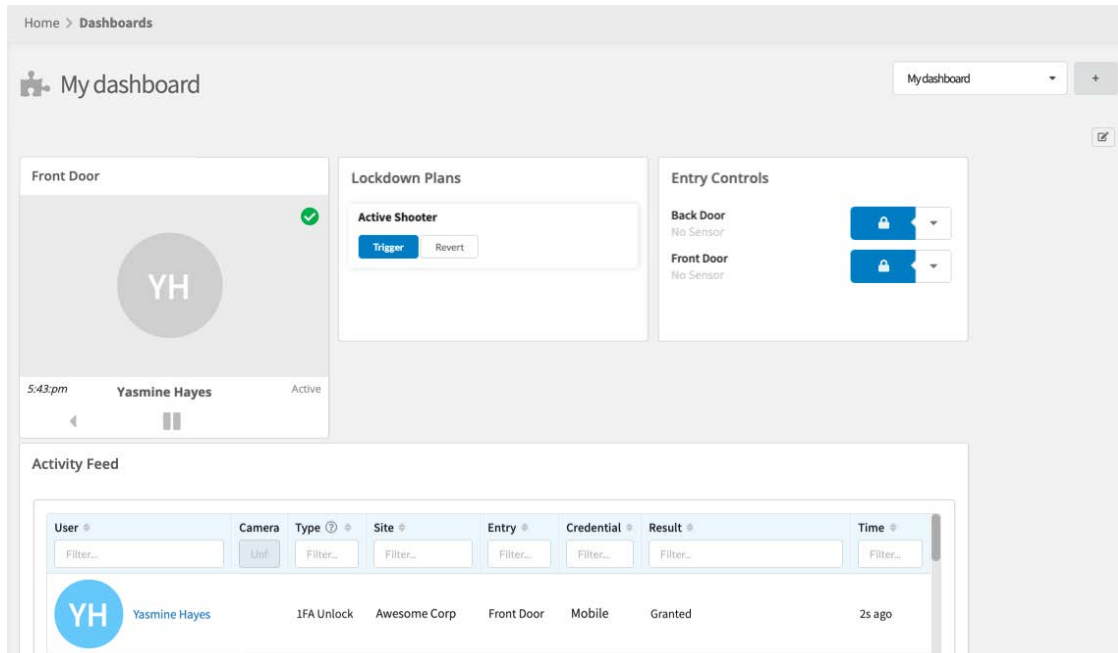 Home > Dashboards
My dashboard
My dashboard
+
Front Door
YH
5:43:pm Yasmine Hayes Active
Lockdown Plans
Active Shooter
Trigger Revert
Entry Controls
Back Door
No Sensor
Front Door
No Sensor
Activity Feed
User Camera Type ? Site Entry Credential Result Time
Filter... Unf Filter... Filter... Filter... Filter... Filter... Filter...
YH Yasmine Hayes 1FA Unlock Awesome Corp Front Door Mobile Granted 2s ago